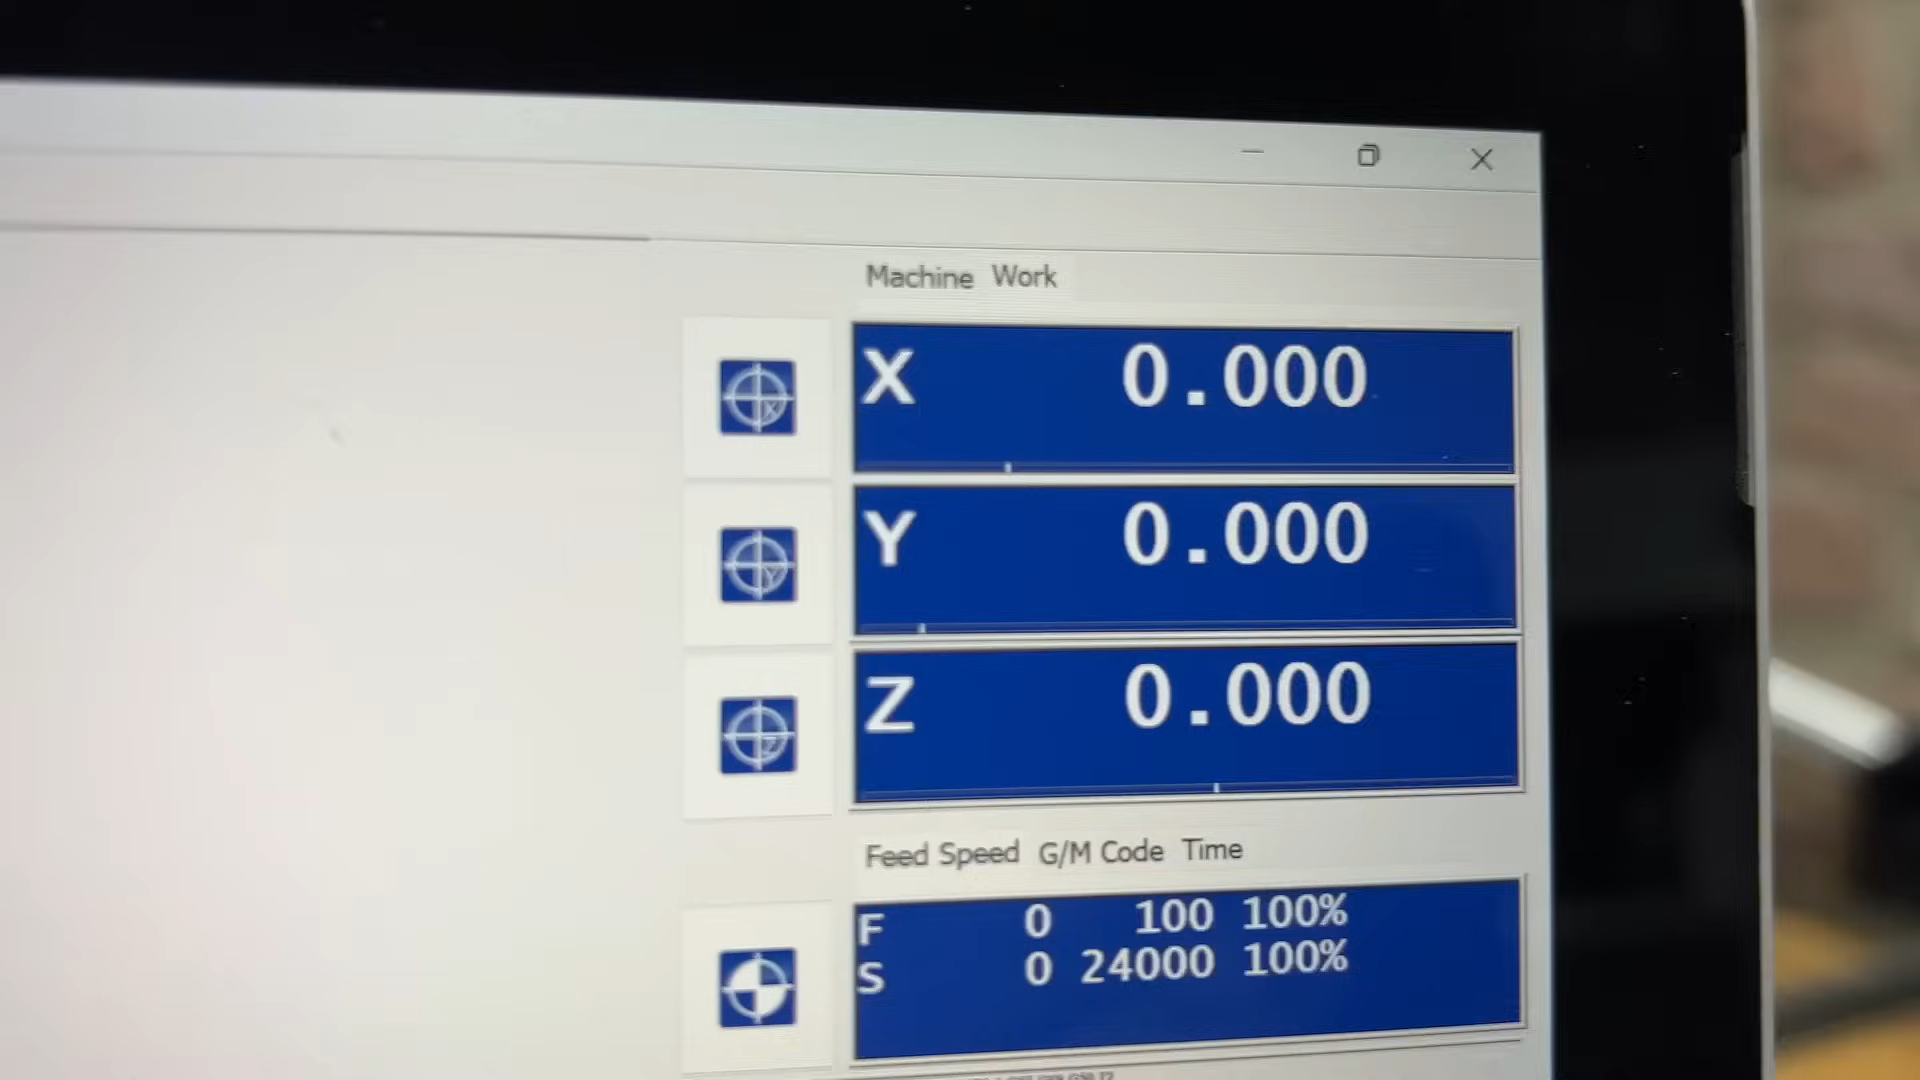 Machine Work
X 0.000
Y 0.000
Z 0.000
Feed Speed G/M Code Time
F 0 100 100%
S 0 24000 100%